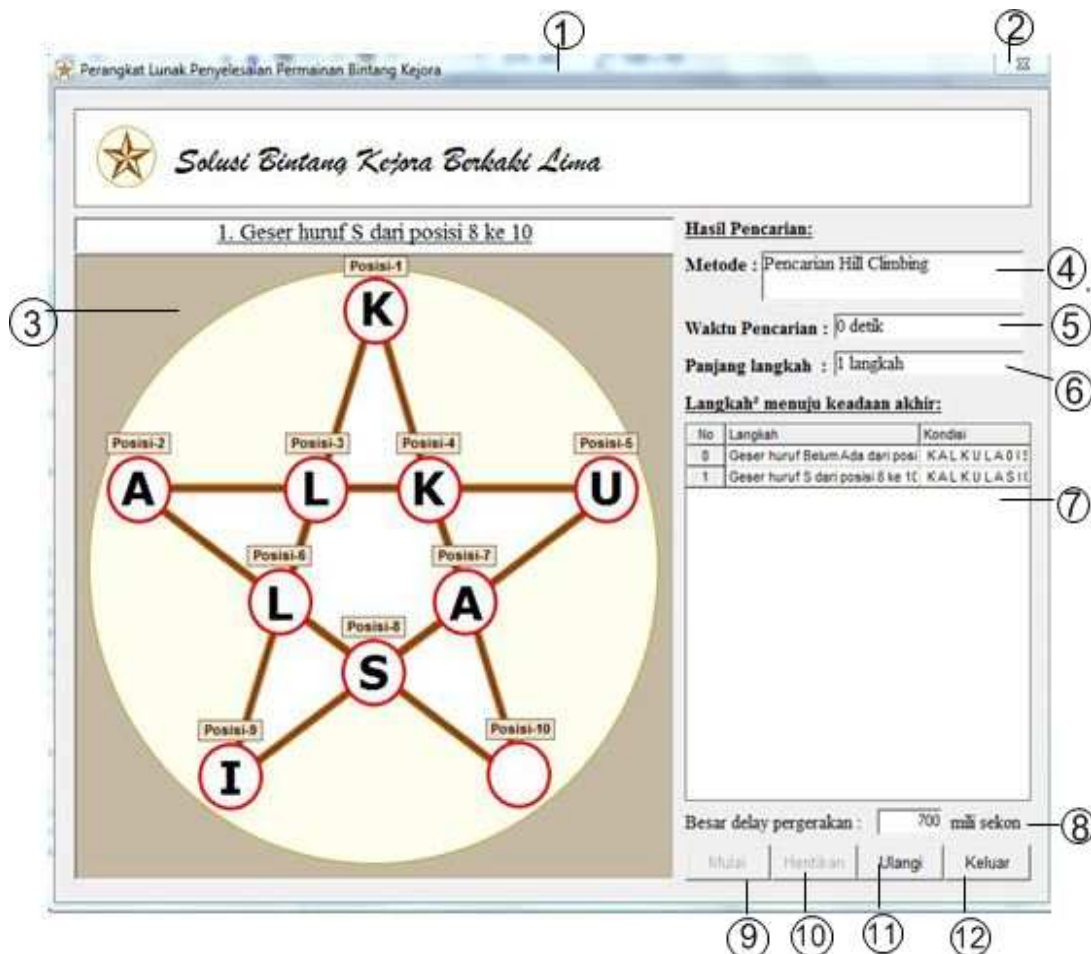 1
2
Perangkat Lunak Penyelesaian Permainan Bintang Kejora
Solusi Bintang Kejora Berkaki Lima
1. Geser huruf S dari posisi 8 ke 10
Posisi-1
K
3
Posisi-2
Posisi-3
Posisi-4
Posisi-5
A
L
K
U
Posisi-6
Posisi-7
L
A
Posisi-8
S
Posisi-9
Posisi-10
I
Hasil Pencarian:
Metode : Pencarian Hill Climbing
4
Waktu Pencarian : 0 detik
5
Panjang langkah : 1 langkah
6
Langkah² menuju keadaan akhir:
No Langkah Kondisi
0 Geser huruf Belum Ada dari posi K A L K U L A 0 I S
1 Geser huruf S dari posisi 8 ke 10 K A L K U L A S I
7
Besar delay pergerakan : 700 mili sekon
8
Mulai Hentikan Ulangi Keluar
9 10 11 12